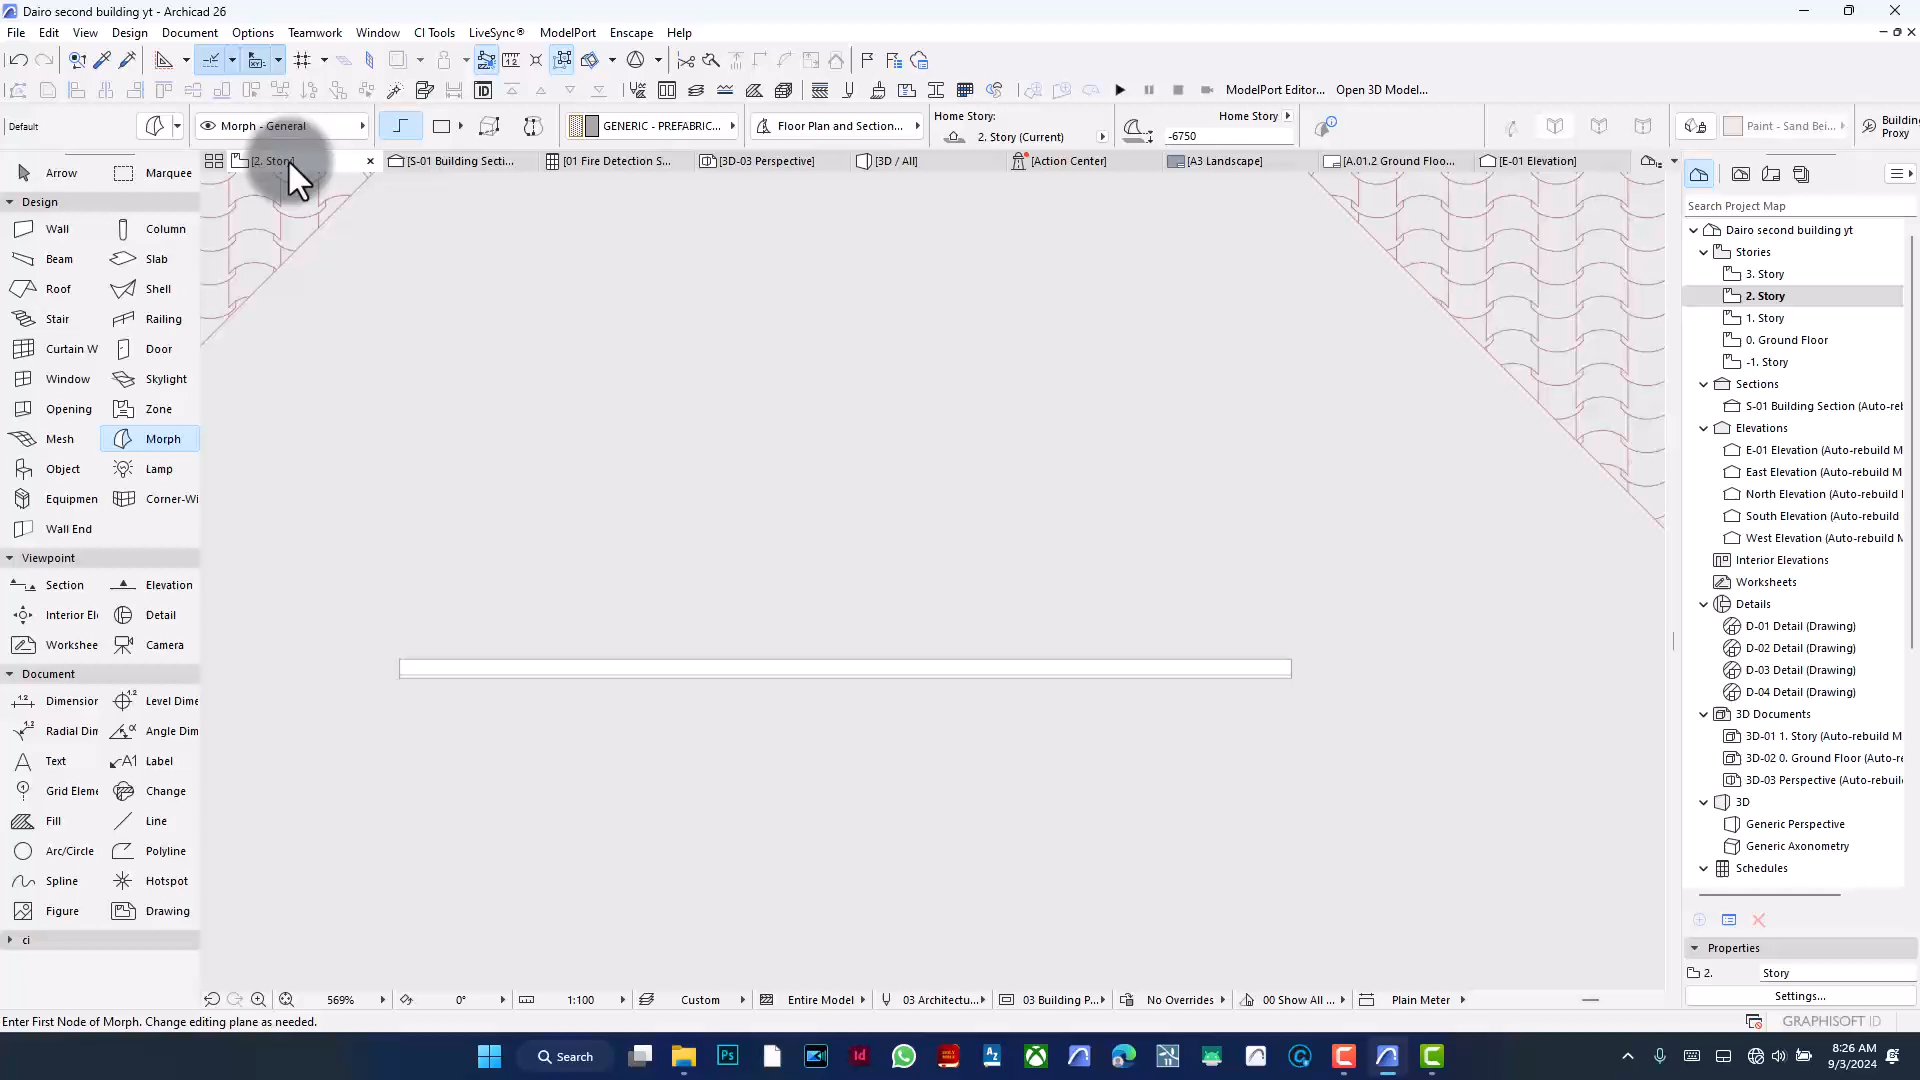 Dairo second building yt - Archicad 26
File Edit View Design Document Options Teamwork Window CI Tools LiveSync® ModelPort Enscape Help
ModelPort Editor... Open 3D Model...
Default
Morph - General
GENERIC - PREFABRIC...
Floor Plan and Section...
Home Story:
2. Story (Current)
Home Story
-6750
Paint - Sand Bei...
Building
Proxy
[S-01 Building Secti...
[01 Fire Detection S...
[3D-03 Perspective]
[3D / All]
[Action Center]
[A3 Landscape]
[A.01.2 Ground Floo...
[E-01 Elevation]
Arrow Marquee
Design
Wall Column
Beam Slab
Roof Shell
Stair Railing
Curtain W Door
Window Skylight
Opening Zone
Mesh Morph
Object Lamp
Equipmen Corner-Wi
Wall End
Viewpoint
Section Elevation
Interior El Detail
Workshee Camera
Document
Dimension Level Dime
Radial Dim Angle Dim
Text Label
Grid Eleme Change
Fill Line
Arc/Circle Polyline
Spline Hotspot
Figure Drawing
ci
Search Project Map
Dairo second building yt
Stories
3. Story
2. Story
1. Story
0. Ground Floor
-1. Story
Sections
S-01 Building Section (Auto-rel
Elevations
E-01 Elevation (Auto-rebuild M
East Elevation (Auto-rebuild M
North Elevation (Auto-rebuild
South Elevation (Auto-rebuild
West Elevation (Auto-rebuild M
Interior Elevations
Worksheets
Details
D-01 Detail (Drawing)
D-02 Detail (Drawing)
D-03 Detail (Drawing)
D-04 Detail (Drawing)
3D Documents
3D-01 1. Story (Auto-rebuild M
3D-02 0. Ground Floor (Auto-re
3D-03 Perspective (Auto-rebuil
3D
Generic Perspective
Generic Axonometry
Schedules
Properties
2. Story
Settings...
569% 0° 1:100 Custom Entire Model 03 Architectu... 03 Building P... No Overrides 00 Show All ... Plain Meter
Enter First Node of Morph. Change editing plane as needed.
GRAPHISOFT ID
Search
8:26 AM
9/3/2024